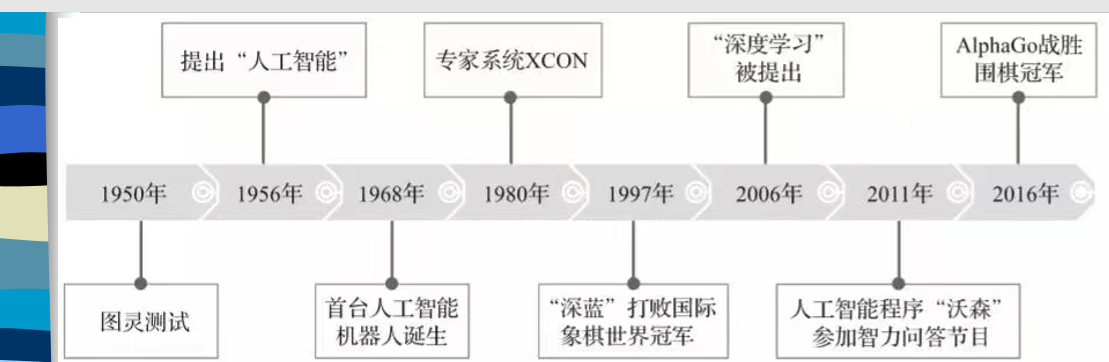 提出“人工智能”
专家系统XCON
“深度学习”
被提出
AlphaGo战胜
围棋冠军
1950年
1956年
1968年
1980年
1997年
2006年
2011年
2016年
图灵测试
首台人工智能
机器人诞生
“深蓝”打败国际
象棋世界冠军
人工智能程序“沃森”
参加智力问答节目